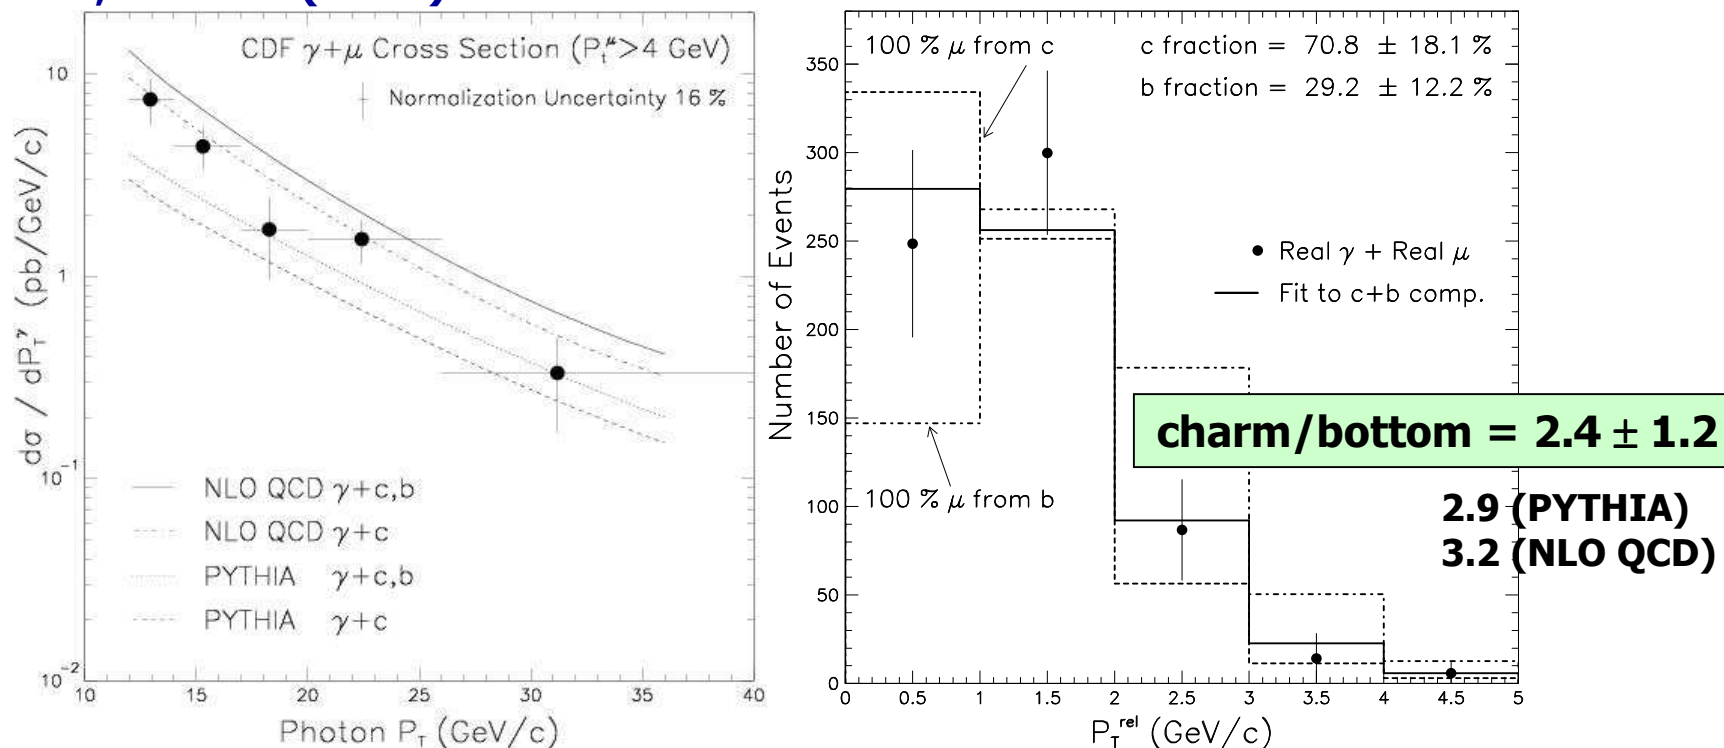 CDF γ+μ Cross Section (Pₜ^μ>4 GeV)
Normalization Uncertainty 16 %
dσ / dP_T^γ (pb/GeV/c)
10
1
10⁻¹
10⁻²
NLO QCD γ+c,b
NLO QCD γ+c
PYTHIA γ+c,b
PYTHIA γ+c
10 15 20 25 30 35 40
Photon P_T (GeV/c)
100 % μ from c
c fraction = 70.8 ± 18.1 %
b fraction = 29.2 ± 12.2 %
Number of Events
350
300
250
200
150
100
50
0
Real γ + Real μ
Fit to c+b comp.
charm/bottom = 2.4 ± 1.2
100 % μ from b
2.9 (PYTHIA)
3.2 (NLO QCD)
0 0.5 1 1.5 2 2.5 3 3.5 4 4.5 5
P_T^rel (GeV/c)